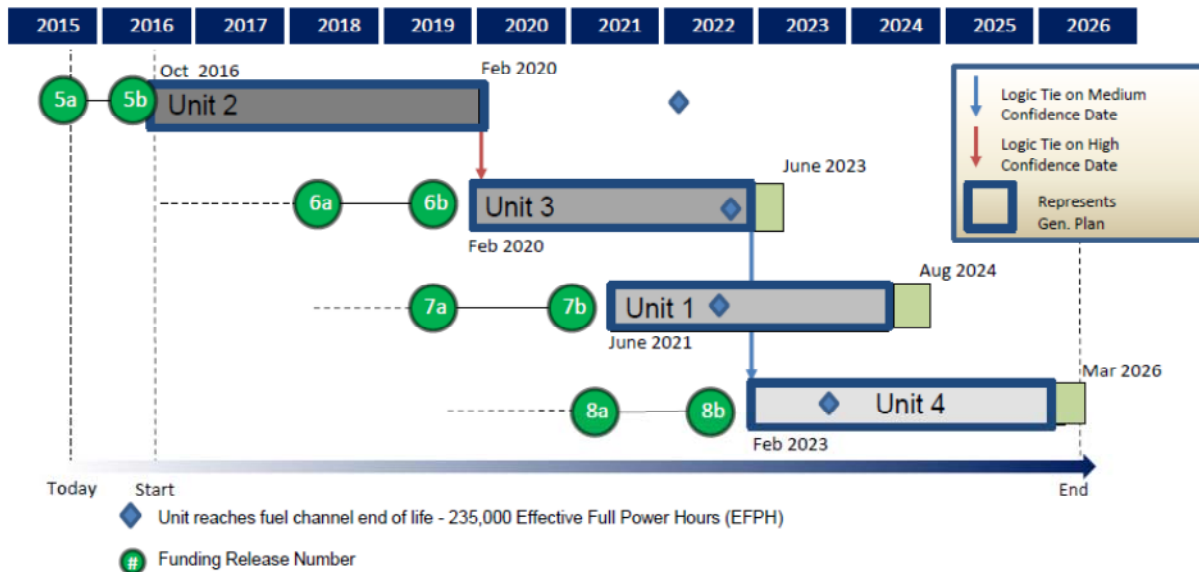 2015 2016 2017 2018 2019 2020 2021 2022 2023 2024 2025 2026
Oct 2016
Feb 2020
5a 5b Unit 2
Logic Tie on Medium
Confidence Date
Logic Tie on High
Confidence Date
Represents
Gen. Plan
June 2023
6a 6b Unit 3
Feb 2020
Aug 2024
7a 7b Unit 1
June 2021
Mar 2026
8a 8b Unit 4
Feb 2023
Today Start End
Unit reaches fuel channel end of life - 235,000 Effective Full Power Hours (EFPH)
# Funding Release Number